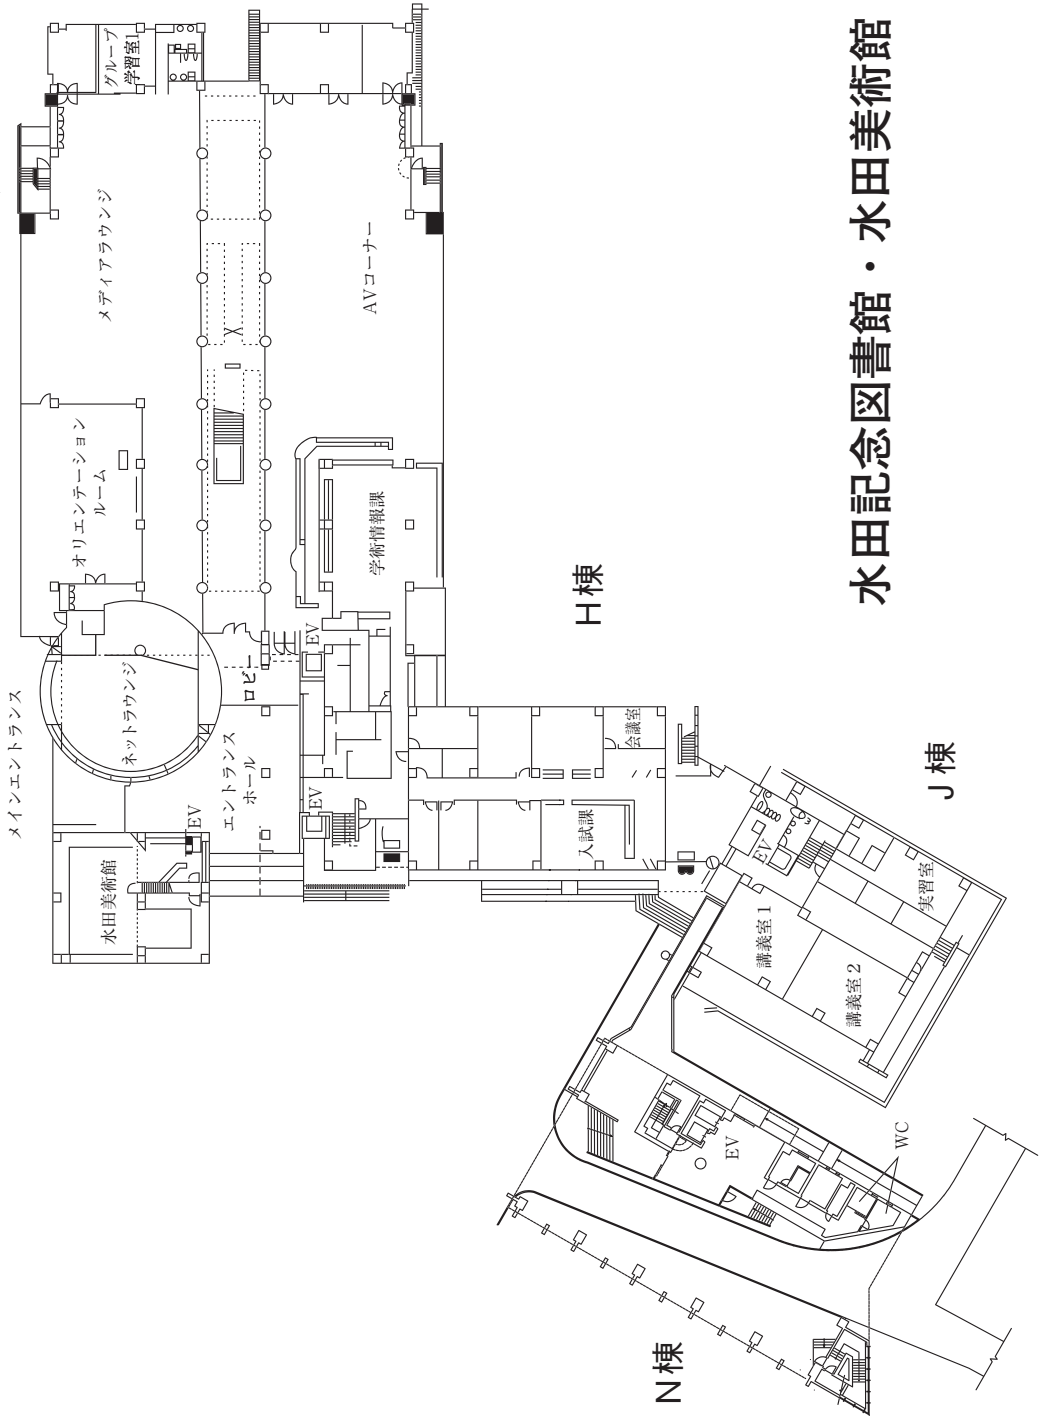 水田記念図書館・水田美術館
メインエントランス
グループ
学習室1
メディアラウンジ
オリエンテーション
ルーム
ネットラウンジ
ロビー
エントランス
ホール
EV
水田美術館
AVコーナー
学術情報課
EV
EV
H棟
会議室
入試課
J棟
EV
実習室
講義室1
講義室2
N棟
EV
WC